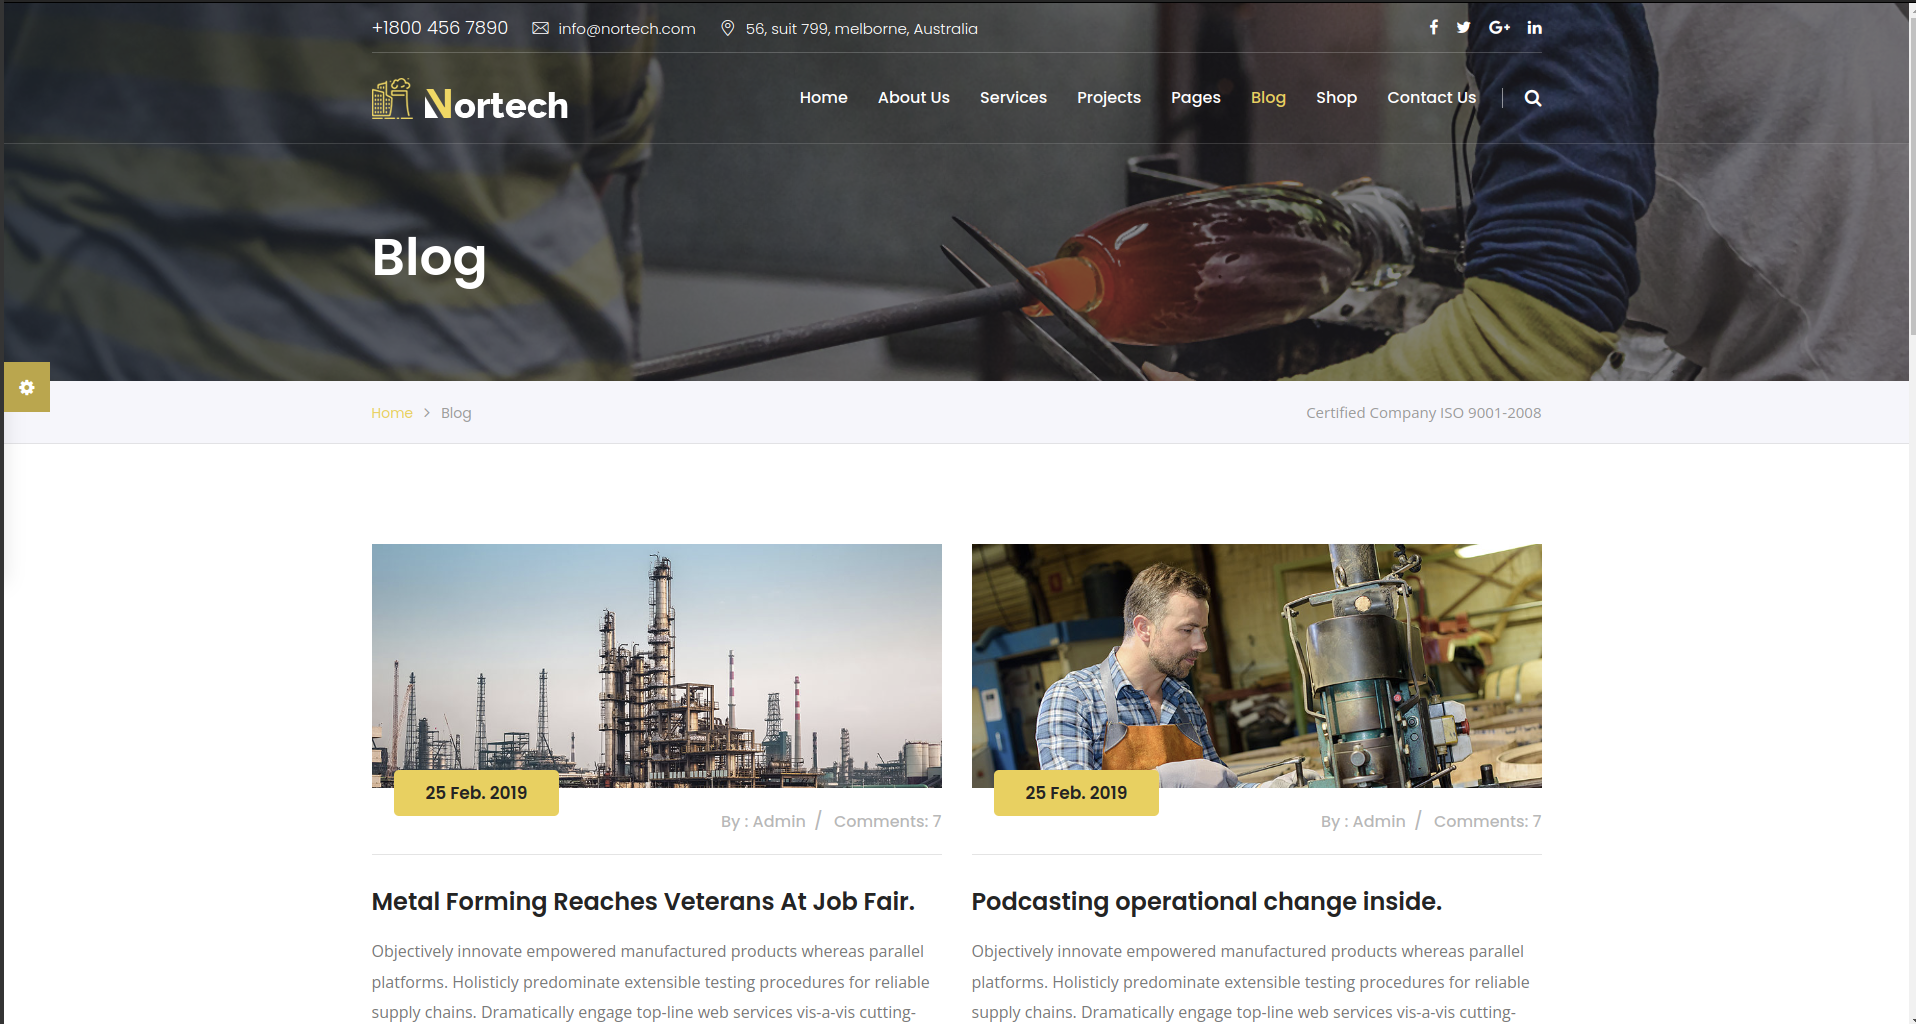 +1800 456 7890 info@nortech.com 56, suit 799, melborne, Australia
Nortech
Home About Us Services Projects Pages Blog Shop Contact Us
Blog
Home > Blog
Certified Company ISO 9001-2008
25 Feb. 2019
By : Admin / Comments: 7
Metal Forming Reaches Veterans At Job Fair.
Objectively innovate empowered manufactured products whereas parallel
platforms. Holisticly predominate extensible testing procedures for reliable
supply chains. Dramatically engage top-line web services vis-a-vis cutting-
25 Feb. 2019
By : Admin / Comments: 7
Podcasting operational change inside.
Objectively innovate empowered manufactured products whereas parallel
platforms. Holisticly predominate extensible testing procedures for reliable
supply chains. Dramatically engage top-line web services vis-a-vis cutting-